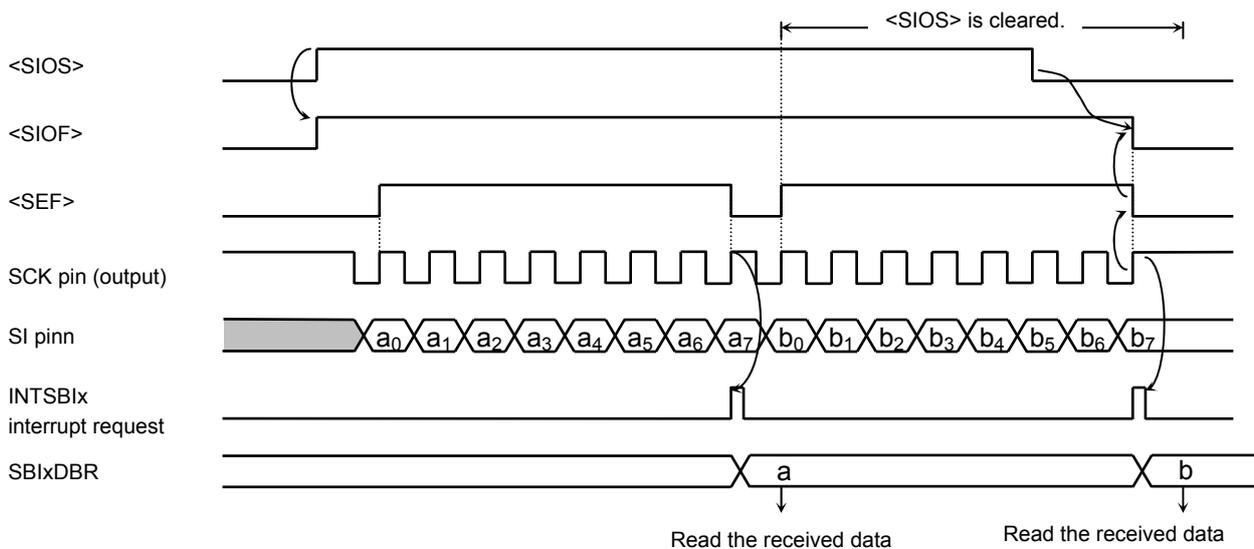 <SIOS> is cleared.
<SIOS>
<SIOF>
<SEF>
SCK pin (output)
SI pinn
a0 a1 a2 a3 a4 a5 a6 a7 b0 b1 b2 b3 b4 b5 b6 b7
INTSBIx
interrupt request
SBIxDBR
a b
Read the received data
Read the received data